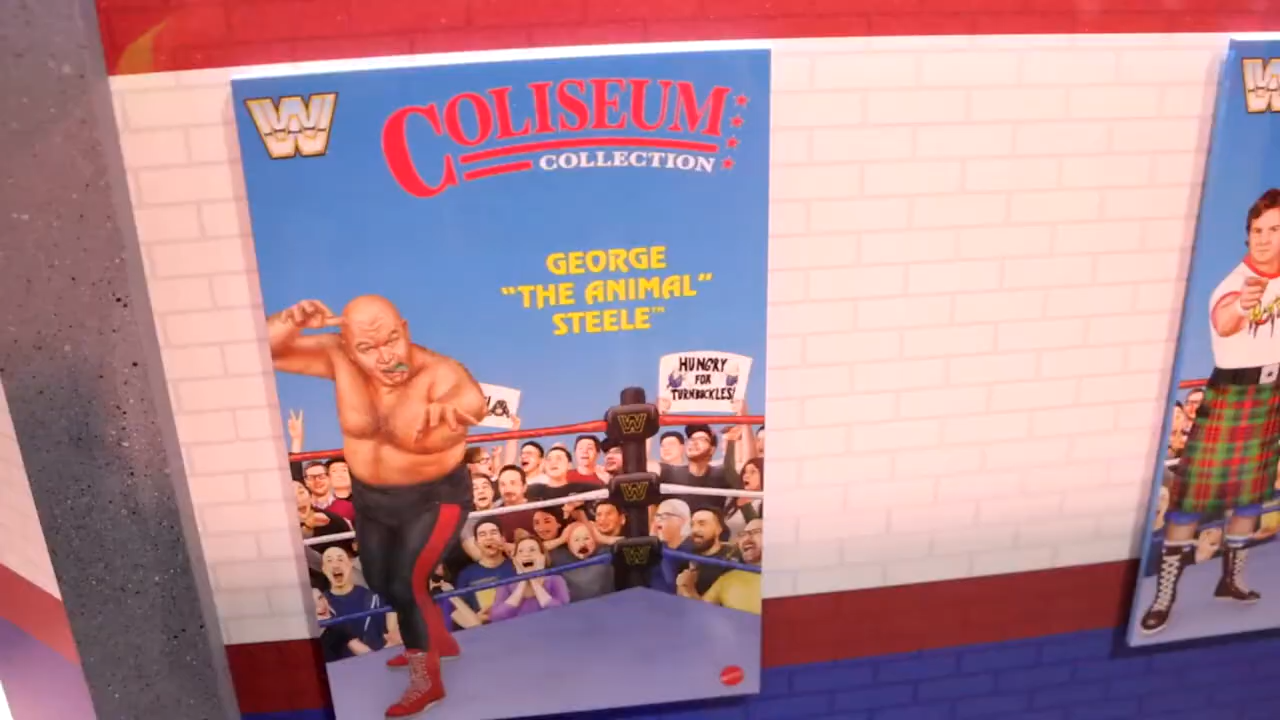 W
COLISEUM
COLLECTION
GEORGE
"THE ANIMAL"
STEELE™
HUNGRY
FOR
TURNBUCKLES!
W
W
W